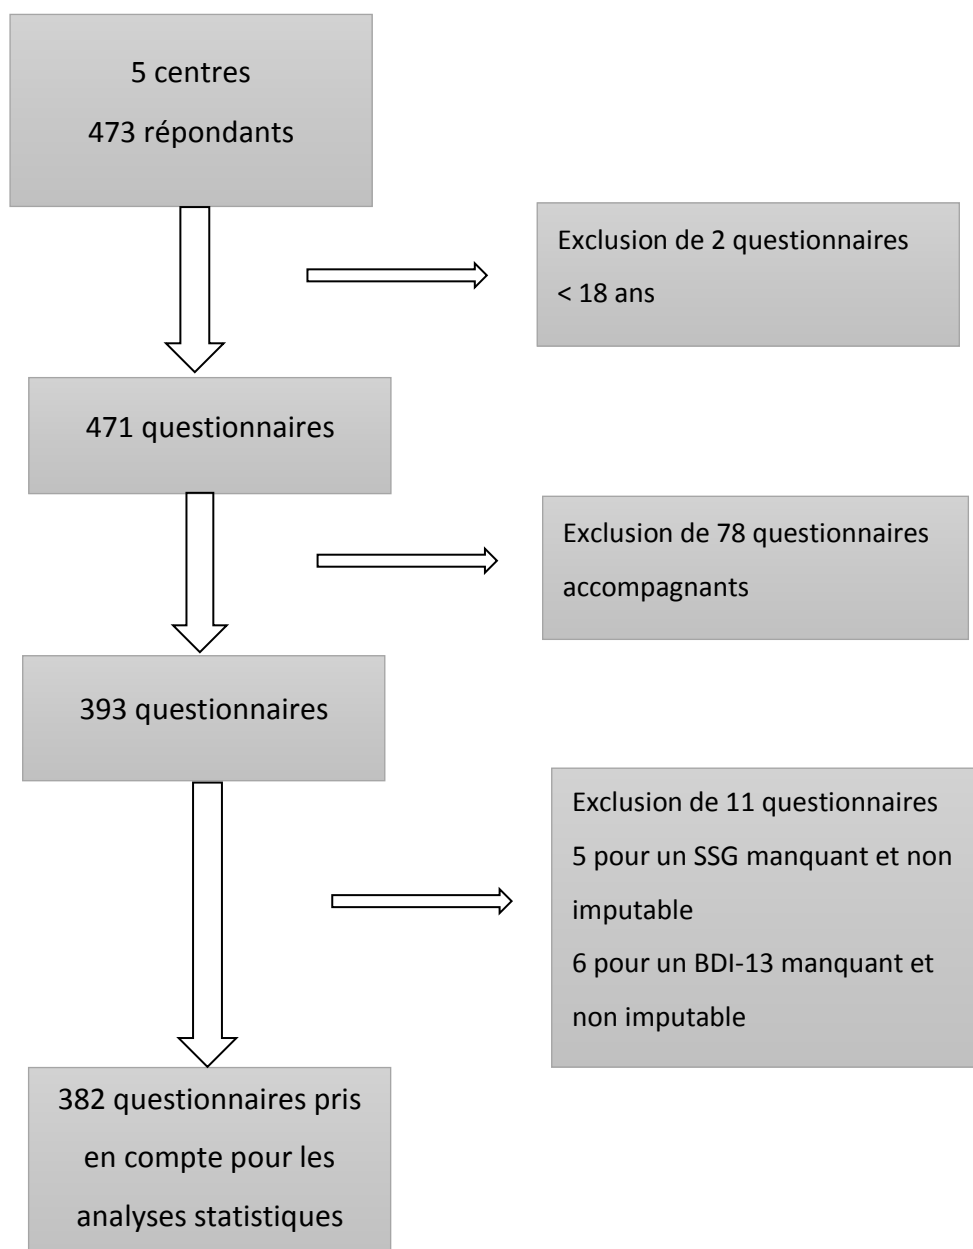 5 centres
473 répondants
Exclusion de 2 questionnaires
< 18 ans
471 questionnaires
Exclusion de 78 questionnaires
accompagnants
393 questionnaires
Exclusion de 11 questionnaires
5 pour un SSG manquant et non
imputable
6 pour un BDI-13 manquant et
non imputable
382 questionnaires pris
en compte pour les
analyses statistiques